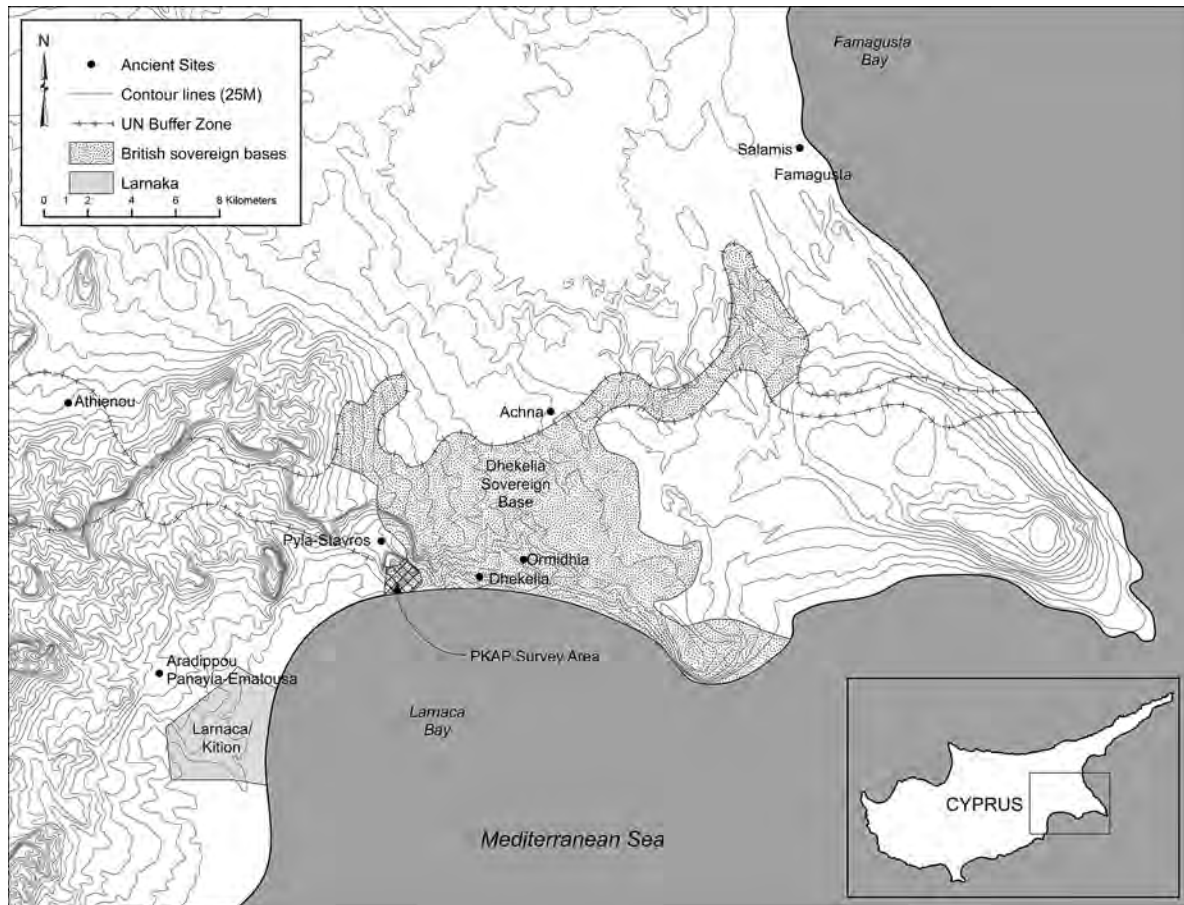 N
Ancient Sites
Contour lines (25M)
UN Buffer Zone
British sovereign bases
Larnaka
0 1 2 4 6 8 Kilometers
Famagusta
Bay
Salamis
Famagusta
Athienou
Achna
Dhekelia
Sovereign
Base
Pyla-Stavros
Ormidhia
Dhekelia
PKAP Survey Area
Aradippou
Panayia-Ematousa
Larnaca/
Kition
Larnaca
Bay
Mediterranean Sea
CYPRUS